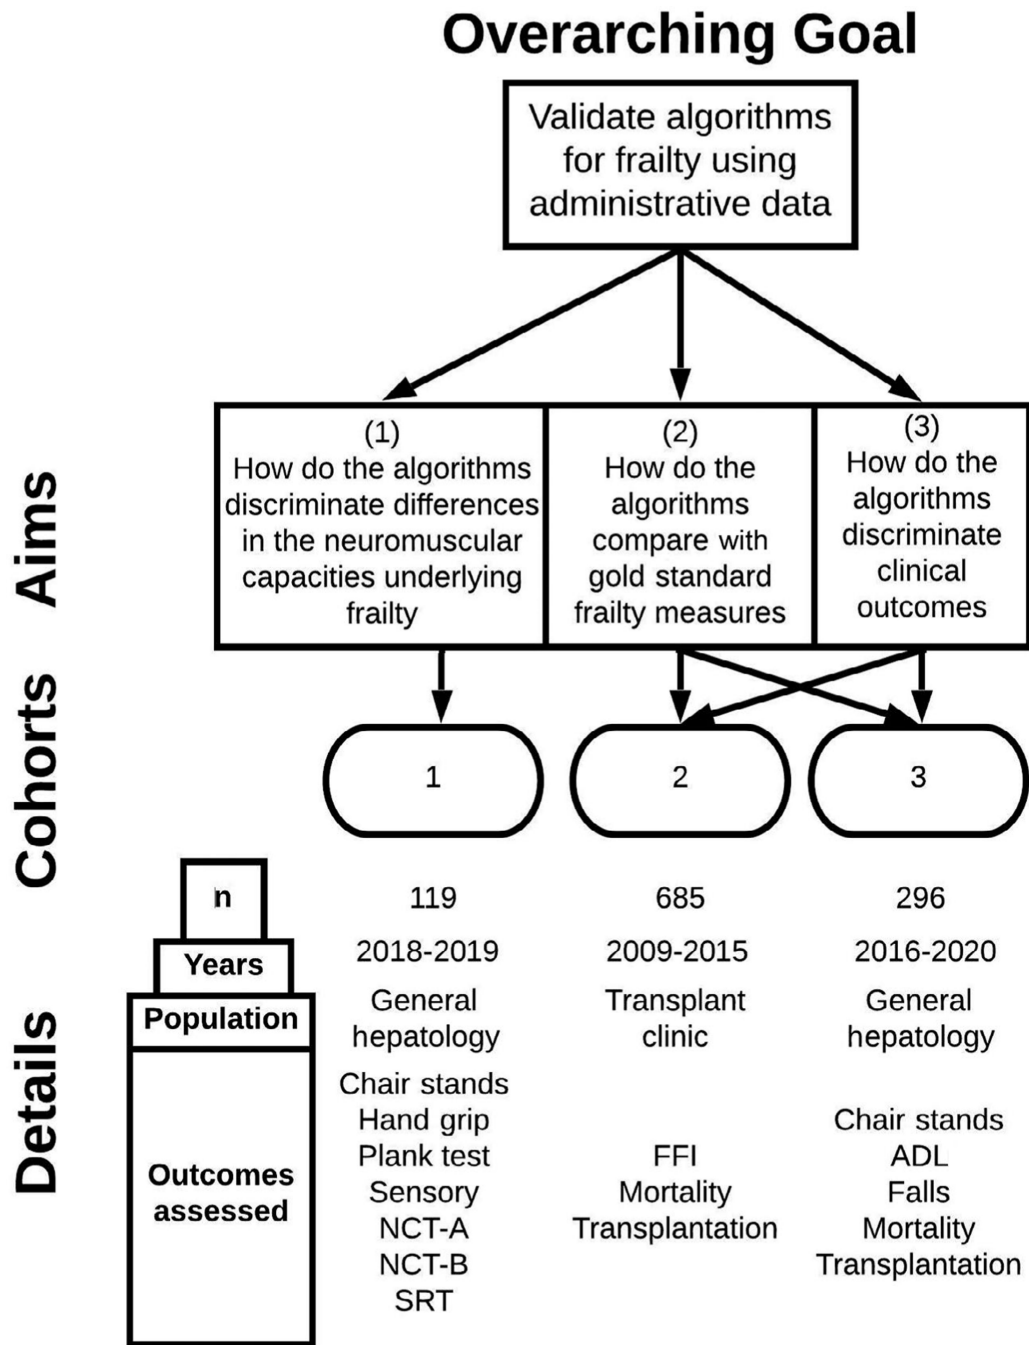 Overarching Goal
Validate algorithms
for frailty using
administrative data
Aims
(1)
How do the algorithms
discriminate differences
in the neuromuscular
capacities underlying
frailty
(2)
How do the
algorithms
compare with
gold standard
frailty measures
(3)
How do the
algorithms
discriminate
clinical
outcomes
Cohorts
1
2
3
Details
n
119
685
296
Years
2018-2019
2009-2015
2016-2020
Population
General
hepatology
Transplant
clinic
General
hepatology
Outcomes
assessed
Chair stands
Hand grip
Plank test
Sensory
NCT-A
NCT-B
SRT
FFI
Mortality
Transplantation
Chair stands
ADL
Falls
Mortality
Transplantation